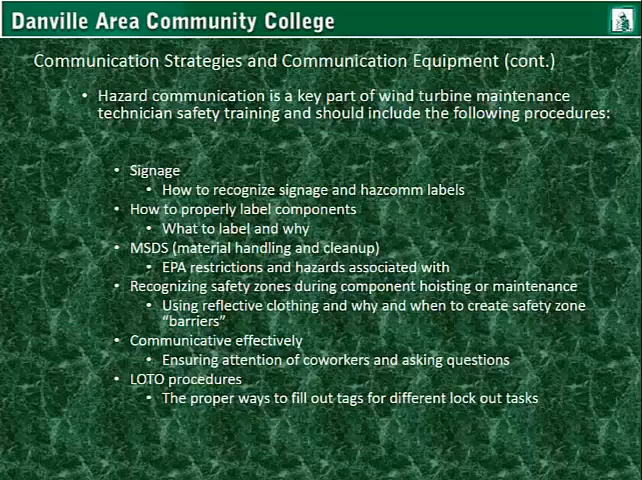 Danville Area Community College
Communication Strategies and Communication Equipment (cont.)
• Hazard communication is a key part of wind turbine maintenance
technician safety training and should include the following procedures:
• Signage
• How to recognize signage and hazcomm labels
• How to properly label components
• What to label and why
• MSDS (material handling and cleanup)
• EPA restrictions and hazards associated with
• Recognizing safety zones during component hoisting or maintenance
• Using reflective clothing and why and when to create safety zone
“barriers”
• Communicative effectively
• Ensuring attention of coworkers and asking questions
• LOTO procedures
• The proper ways to fill out tags for different lock out tasks